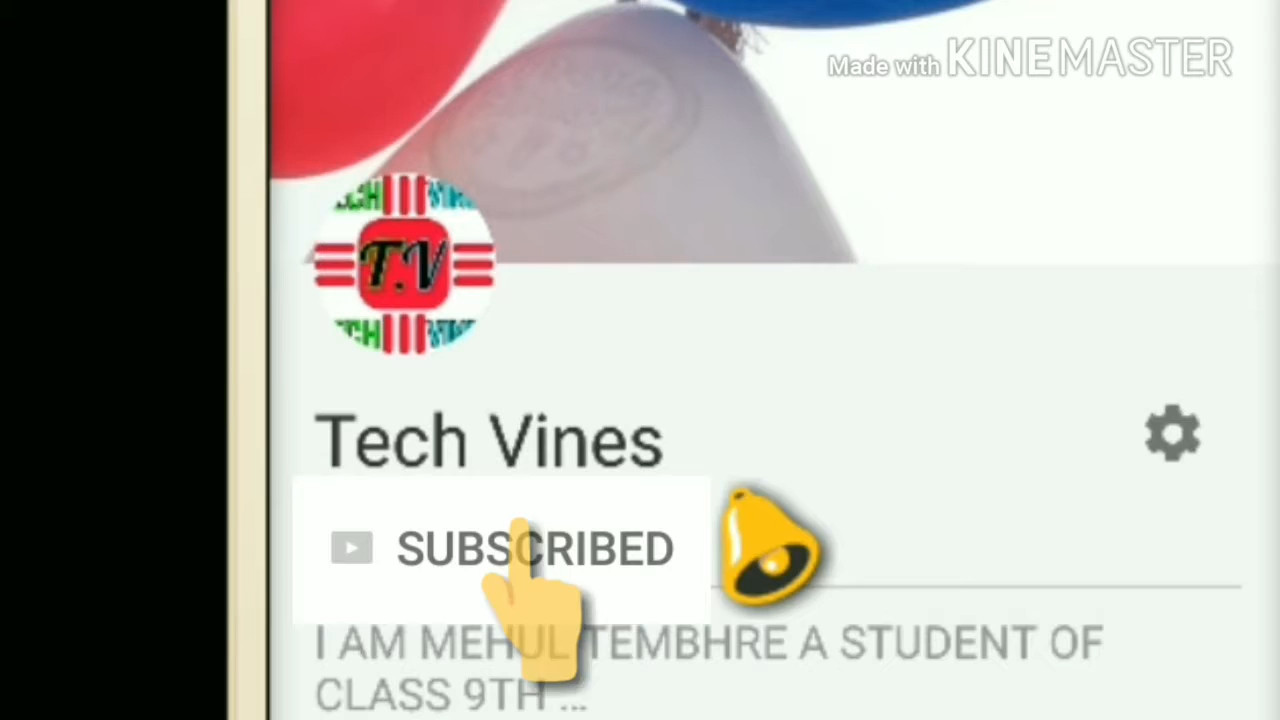 Made with KINEMASTER
T.V
Tech Vines
SUBSCRIBED
I AM MEHUL TEMBHRE A STUDENT OF
CLASS 9TH ...